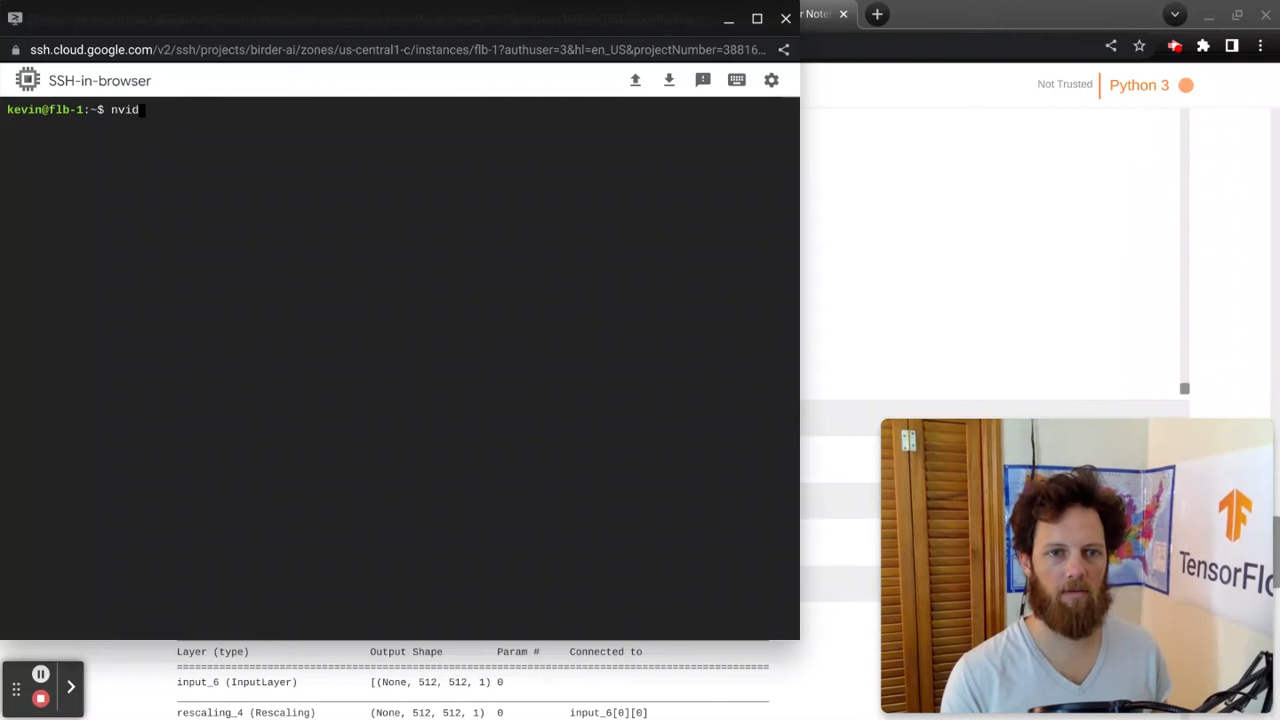 r Notel
ssh.cloud.google.com/v2/ssh/projects/birder-ai/zones/us-central1-c/instances/flb-1?authuser=3&hl=en_US&projectNumber=38816...
SSH-in-browser
Not Trusted
Python 3
kevin@flb-1:~$ nvid
TensorFlo
Layer (type) Output Shape Param # Connected to
==================================================================================
input_6 (InputLayer) [(None, 512, 512, 1) 0
rescaling_4 (Rescaling) (None, 512, 512, 1) 0 input_6[0][0]